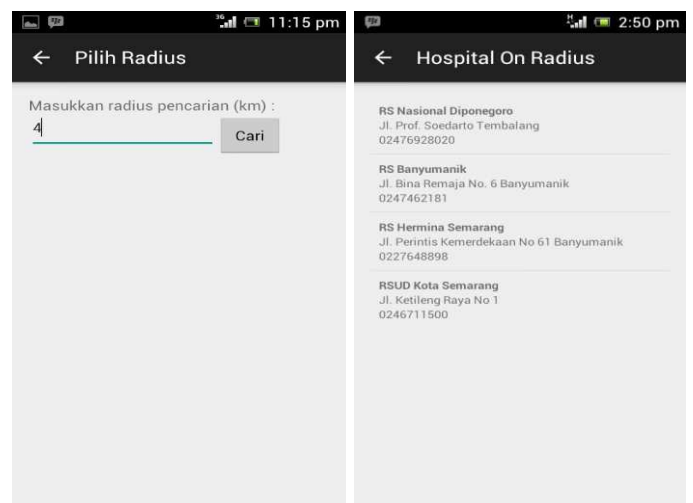 3G 11:15 pm
Pilih Radius
Masukkan radius pencarian (km) :
4
Cari
H 2:50 pm
Hospital On Radius
RS Nasional Diponegoro
Jl. Prof. Soedarto Tembalang
02476928020
RS Banyumanik
Jl. Bina Remaja No. 6 Banyumanik
0247462181
RS Hermina Semarang
Jl. Perintis Kemerdekaan No 61 Banyumanik
0227648898
RSUD Kota Semarang
Jl. Ketileng Raya No 1
0246711500